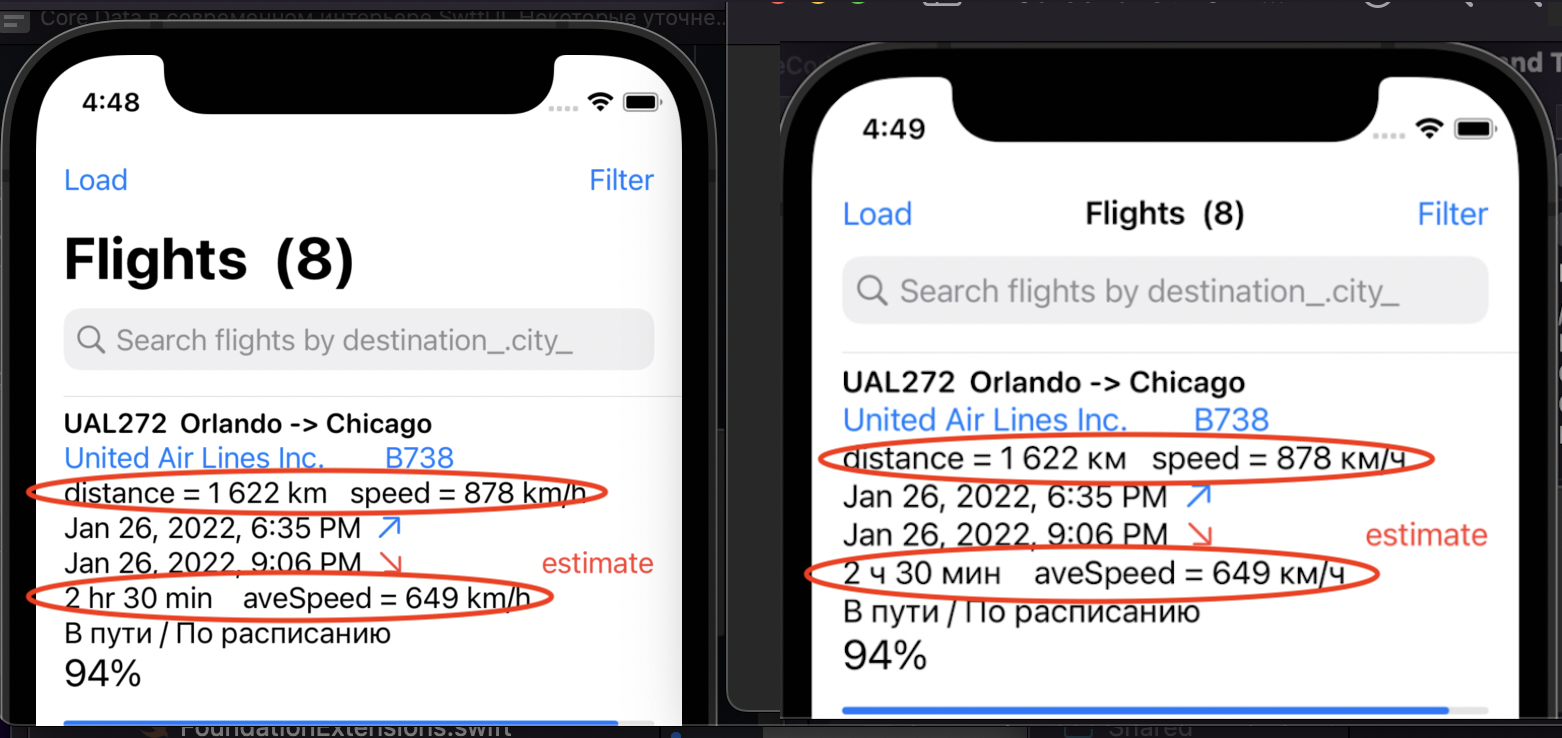 Core Data в современном интерфейсе SwiftUI. Некоторые уточне...
4:48
Load
Filter
Flights (8)
Search flights by destination_.city_
UAL272 Orlando -> Chicago
United Air Lines Inc. B738
distance = 1 622 km speed = 878 km/h
Jan 26, 2022, 6:35 PM
Jan 26, 2022, 9:06 PM estimate
2 hr 30 min aveSpeed = 649 km/h
В пути / По расписанию
94%
FoundationExtensions.swift
4:49
Load
Flights (8)
Filter
Search flights by destination_.city_
UAL272 Orlando -> Chicago
United Air Lines Inc. B738
distance = 1 622 км speed = 878 км/ч
Jan 26, 2022, 6:35 PM
Jan 26, 2022, 9:06 PM estimate
2 ч 30 мин aveSpeed = 649 км/ч
В пути / По расписанию
94%
Shared